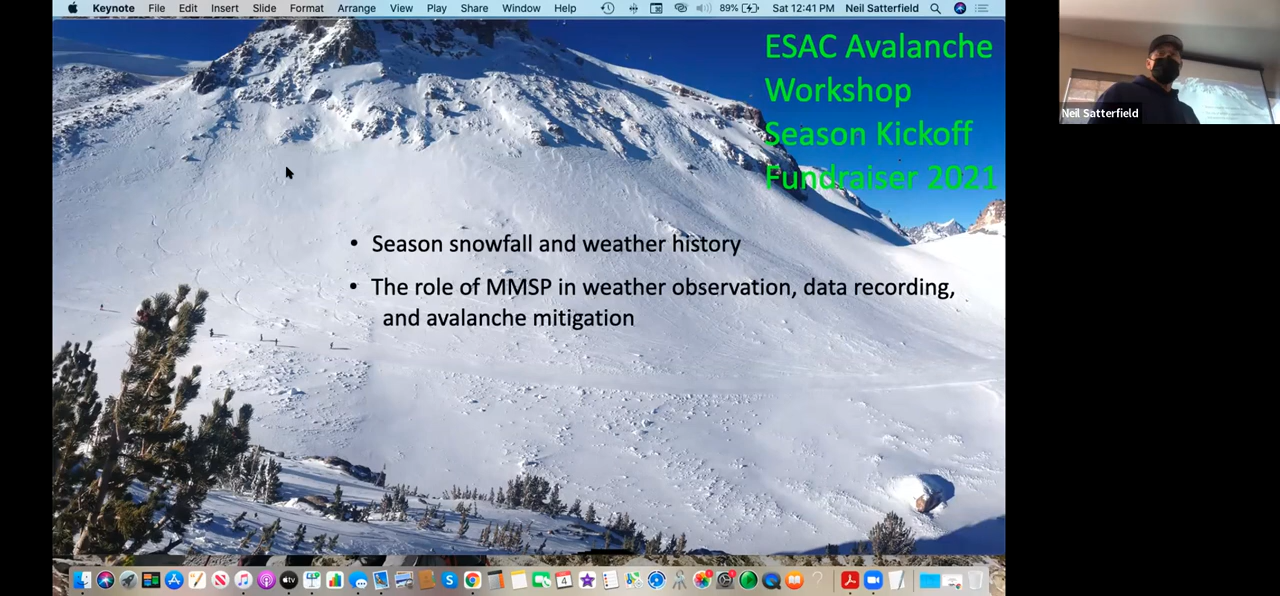 Keynote File Edit Insert Slide Format Arrange View Play Share Window Help 89% Sat 12:41 PM Neil Satterfield
ESAC Avalanche
Workshop
Season Kickoff
Fundraiser 2021
• Season snowfall and weather history
• The role of MMSP in weather observation, data recording,
and avalanche mitigation
Neil Satterfield
4